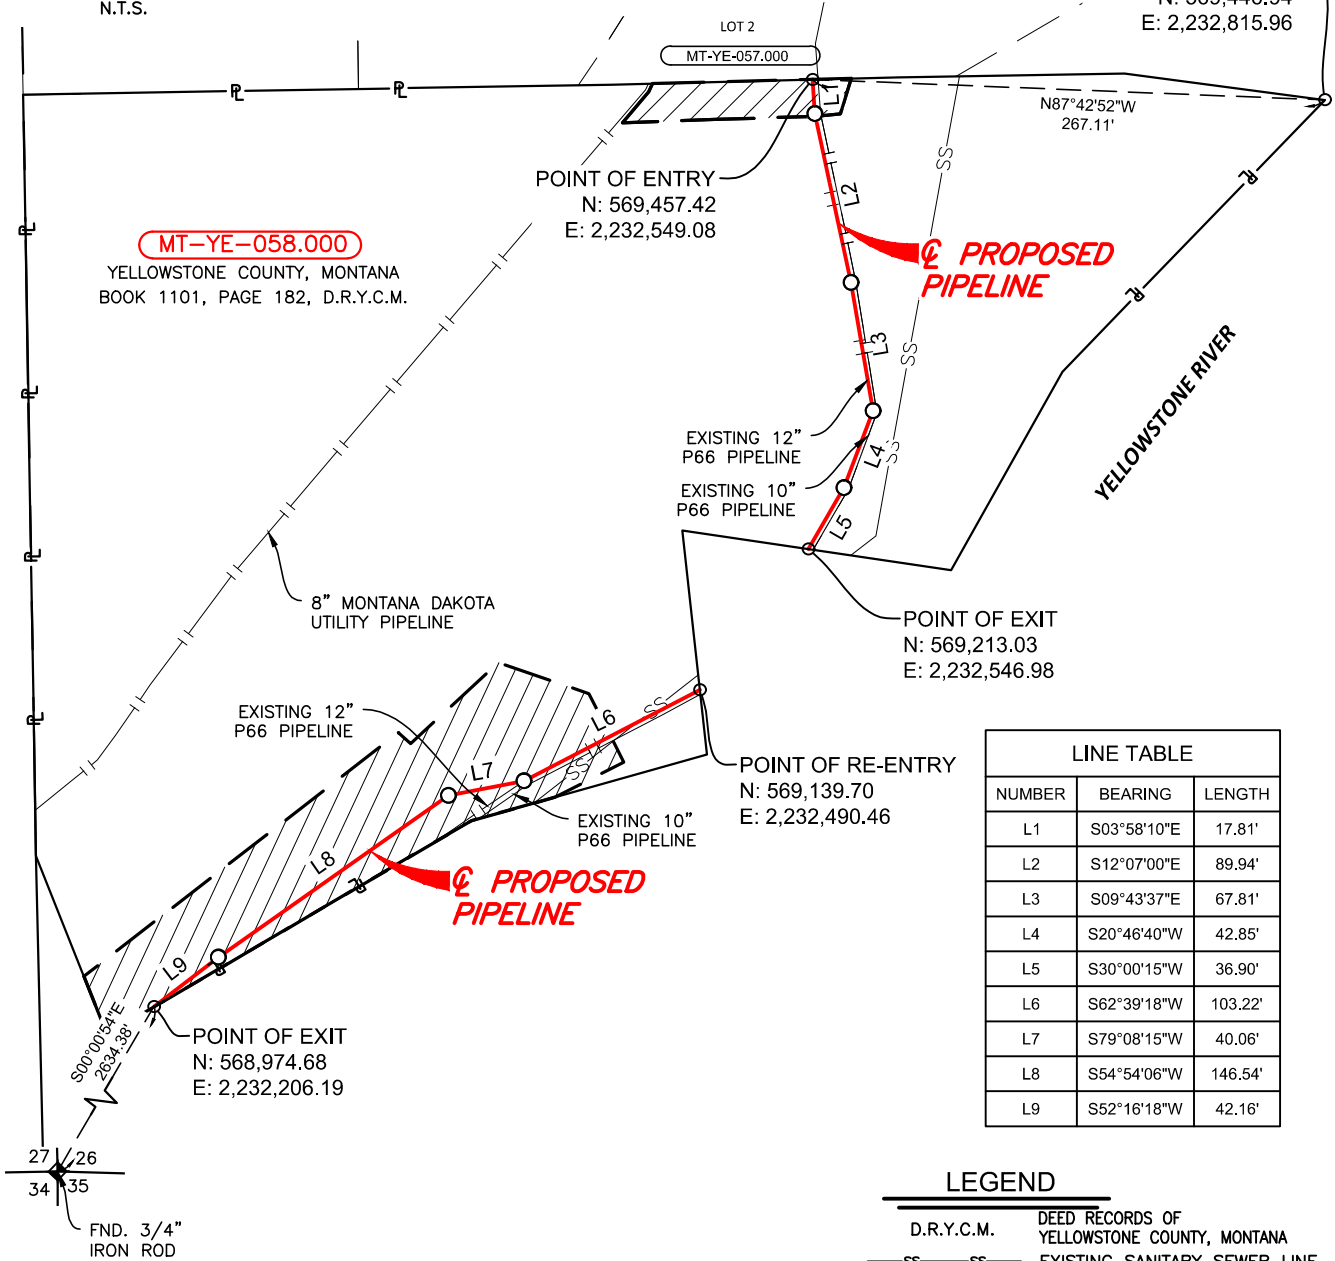 N.T.S.
LOT 2
MT-YE-057.000
E: 2,232,815.96
N87°42'52"W
267.11'
L1
POINT OF ENTRY
N: 569,457.42
E: 2,232,549.08
L2
SS
MT-YE-058.000
YELLOWSTONE COUNTY, MONTANA
BOOK 1101, PAGE 182, D.R.Y.C.M.
℄ PROPOSED
PIPELINE
L3
SS
YELLOWSTONE RIVER
EXISTING 12"
P66 PIPELINE
L4
SS
EXISTING 10"
P66 PIPELINE
L5
8" MONTANA DAKOTA
UTILITY PIPELINE
POINT OF EXIT
N: 569,213.03
E: 2,232,546.98
EXISTING 12"
P66 PIPELINE
L6
SS
SS
L7
POINT OF RE-ENTRY
N: 569,139.70
E: 2,232,490.46
EXISTING 10"
P66 PIPELINE
L8
℄ PROPOSED
PIPELINE
L9
S00°00'54"E
2634.38'
POINT OF EXIT
N: 568,974.68
E: 2,232,206.19
27 26
34 35
FND. 3/4"
IRON ROD
LINE TABLE
NUMBER BEARING LENGTH
L1 S03°58'10"E 17.81'
L2 S12°07'00"E 89.94'
L3 S09°43'37"E 67.81'
L4 S20°46'40"W 42.85'
L5 S30°00'15"W 36.90'
L6 S62°39'18"W 103.22'
L7 S79°08'15"W 40.06'
L8 S54°54'06"W 146.54'
L9 S52°16'18"W 42.16'
LEGEND
D.R.Y.C.M. DEED RECORDS OF
YELLOWSTONE COUNTY, MONTANA
SS SS EXISTING SANITARY SEWER LINE